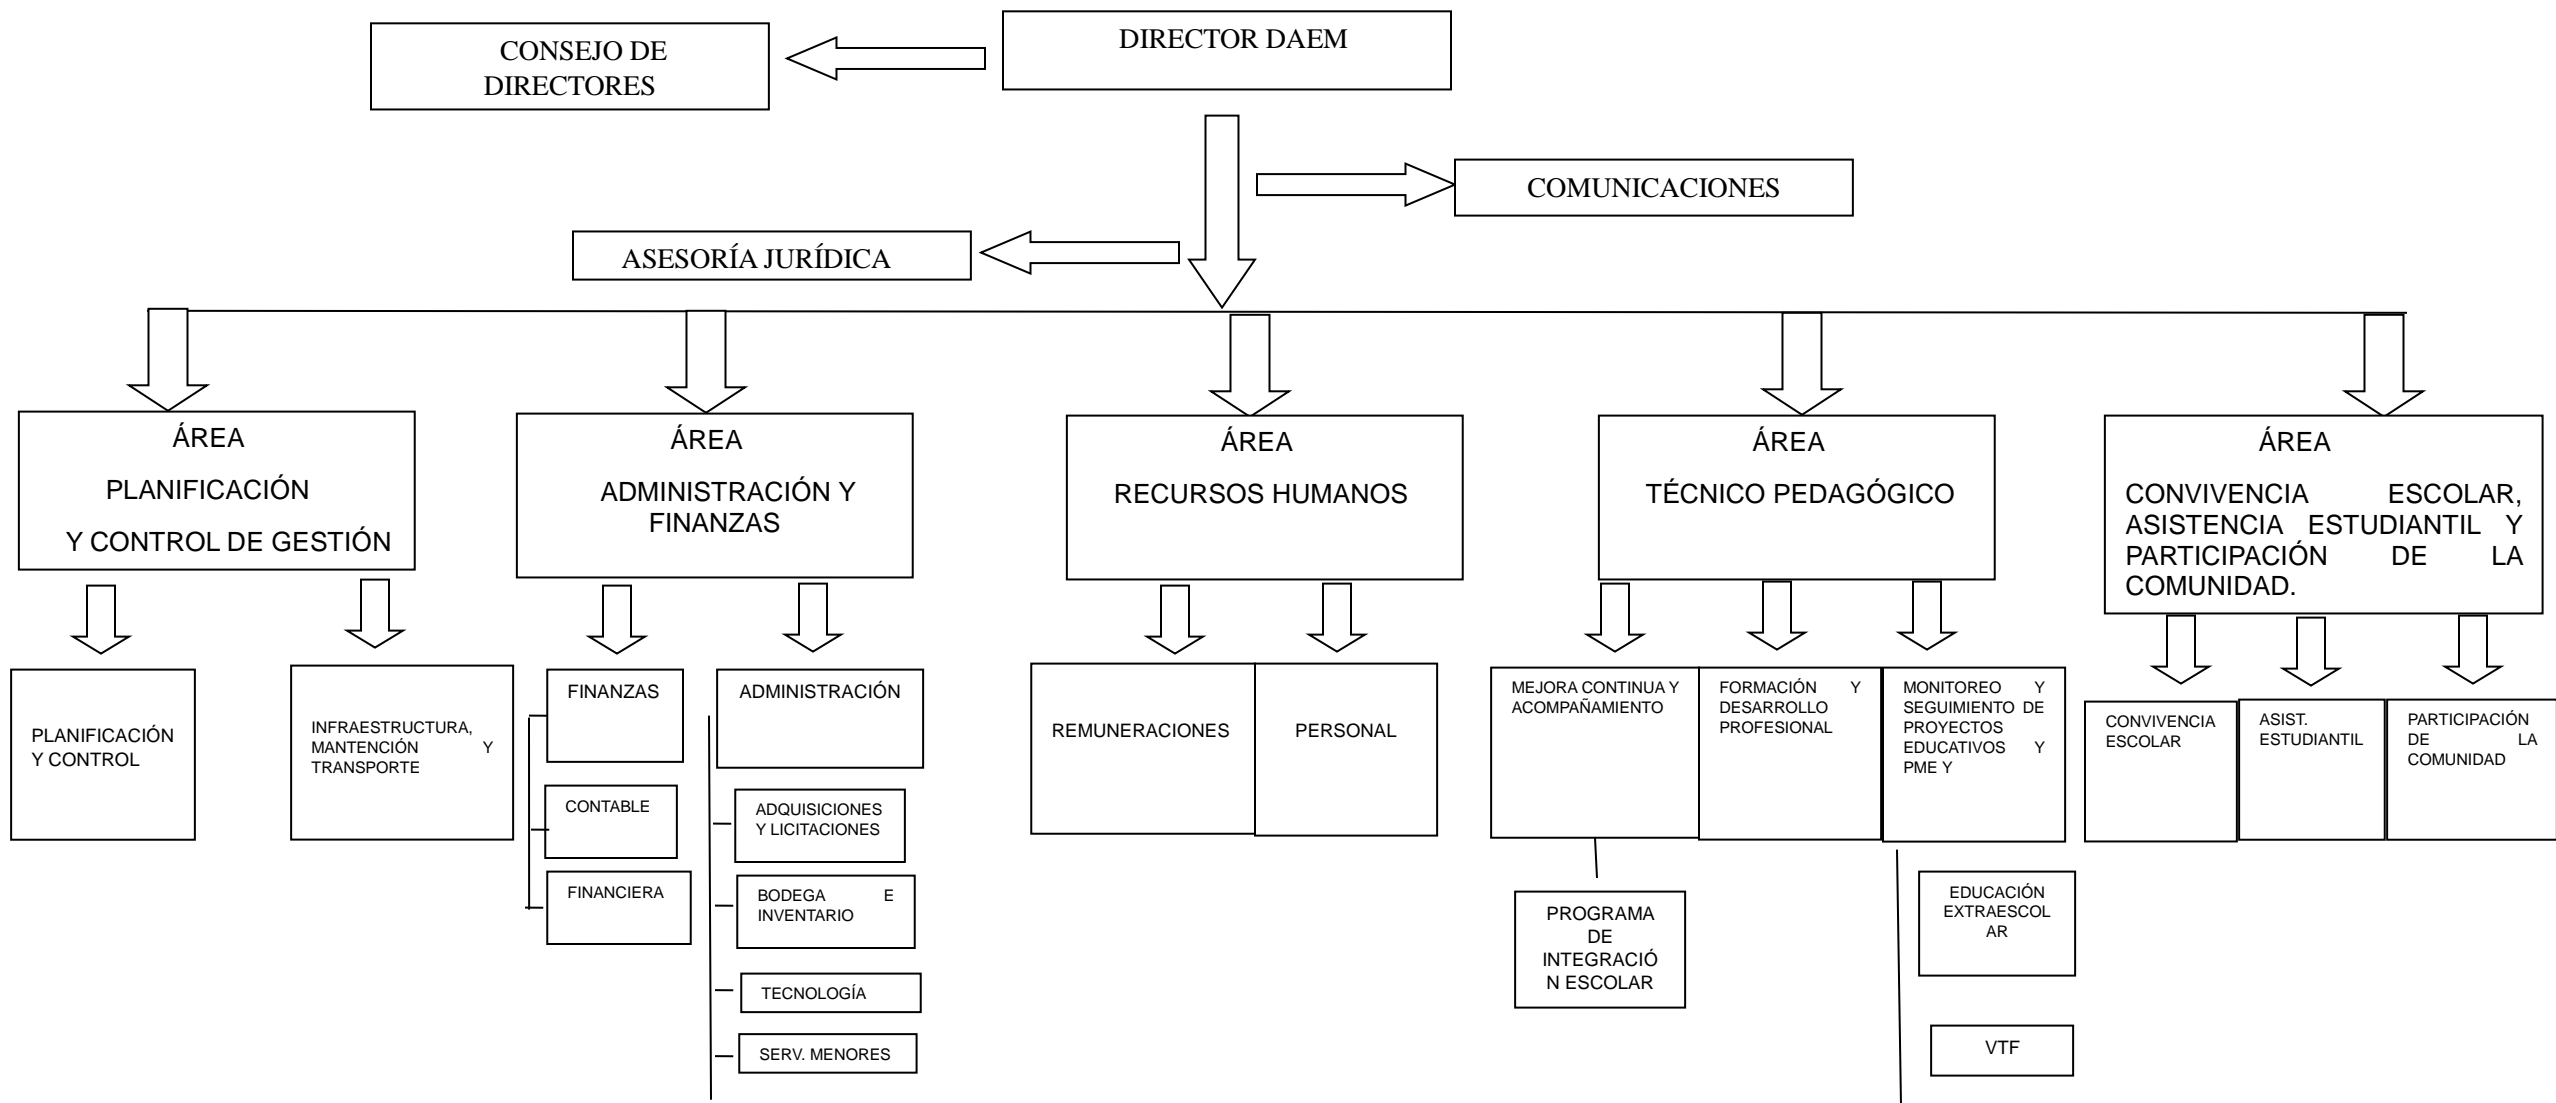 DIRECTOR DAEM
CONSEJO DE
DIRECTORES
COMUNICACIONES
ASESORÍA JURÍDICA
ÁREA
PLANIFICACIÓN
Y CONTROL DE GESTIÓN
ÁREA
ADMINISTRACIÓN Y
FINANZAS
ÁREA
RECURSOS HUMANOS
ÁREA
TÉCNICO PEDAGÓGICO
ÁREA
CONVIVENCIA ESCOLAR,
ASISTENCIA ESTUDIANTIL Y
PARTICIPACIÓN DE LA
COMUNIDAD.
PLANIFICACIÓN
Y CONTROL
INFRAESTRUCTURA,
MANTENCIÓN Y
TRANSPORTE
FINANZAS
CONTABLE
FINANCIERA
ADMINISTRACIÓN
ADQUISICIONES
Y LICITACIONES
BODEGA E
INVENTARIO
TECNOLOGÍA
SERV. MENORES
REMUNERACIONES
PERSONAL
MEJORA CONTINUA Y
ACOMPAÑAMIENTO
PROGRAMA
DE
INTEGRACIÓ
N ESCOLAR
FORMACIÓN Y
DESARROLLO
PROFESIONAL
MONITOREO Y
SEGUIMIENTO DE
PROYECTOS
EDUCATIVOS Y
PME Y
EDUCACIÓN
EXTRAESCOL
AR
VTF
CONVIVENCIA
ESCOLAR
ASIST.
ESTUDIANTIL
PARTICIPACIÓN
DE LA
COMUNIDAD